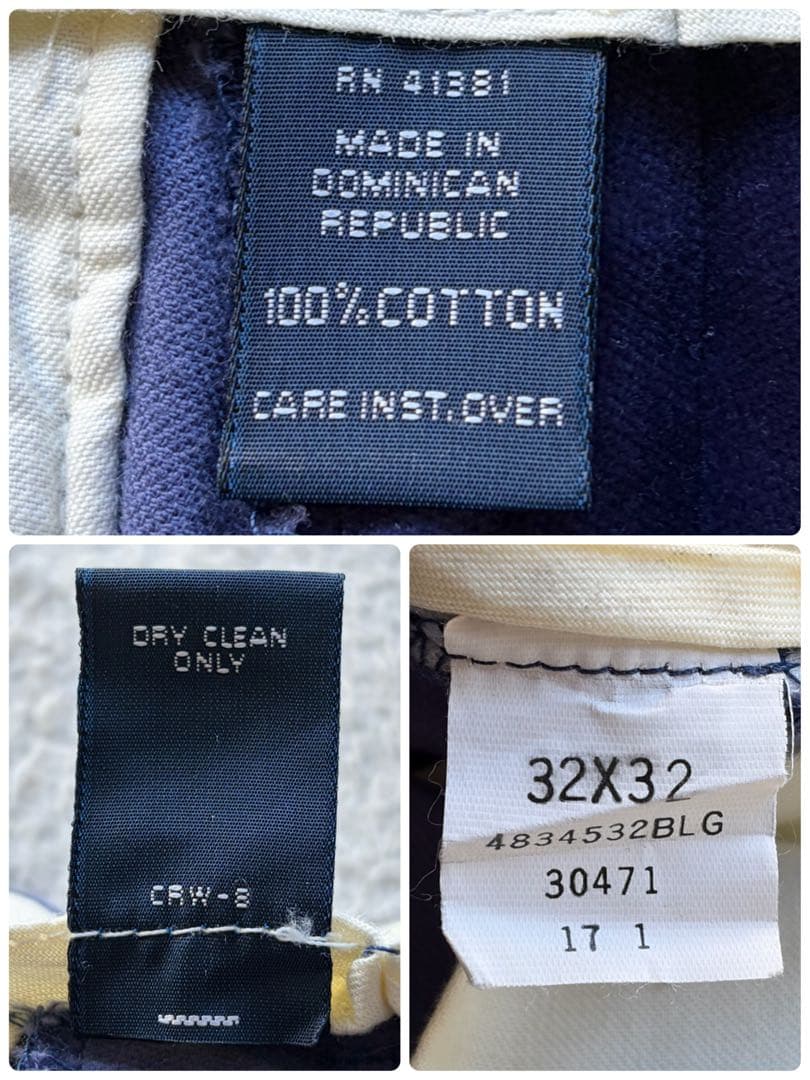 RN 41381
MADE IN
DOMINICAN
REPUBLIC
100% COTTON
CARE INST. OVER
DRY CLEAN
ONLY
CRW-8
32X32
4834532BLG
30471
17 1